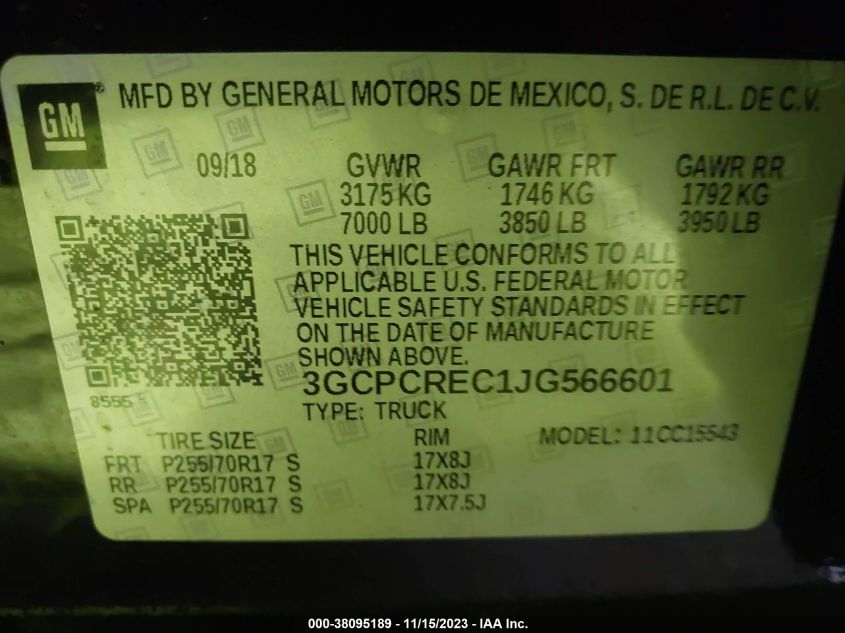 GM
MFD BY GENERAL MOTORS DE MEXICO, S. DE R.L. DE C.V.
09/18 GVWR GAWR FRT GAWR RR
3175 KG 1746 KG 1792 KG
7000 LB 3850 LB 3950 LB
THIS VEHICLE CONFORMS TO ALL
APPLICABLE U.S. FEDERAL MOTOR
VEHICLE SAFETY STANDARDS IN EFFECT
ON THE DATE OF MANUFACTURE
SHOWN ABOVE.
3GCPCREC1JG566601
8555
TYPE: TRUCK
TIRE SIZE RIM MODEL: 11CC15543
FRT P255/70R17 S 17X8J
RR P255/70R17 S 17X8J
SPA P255/70R17 S 17X7.5J
000-38095189 - 11/15/2023 - IAA Inc.